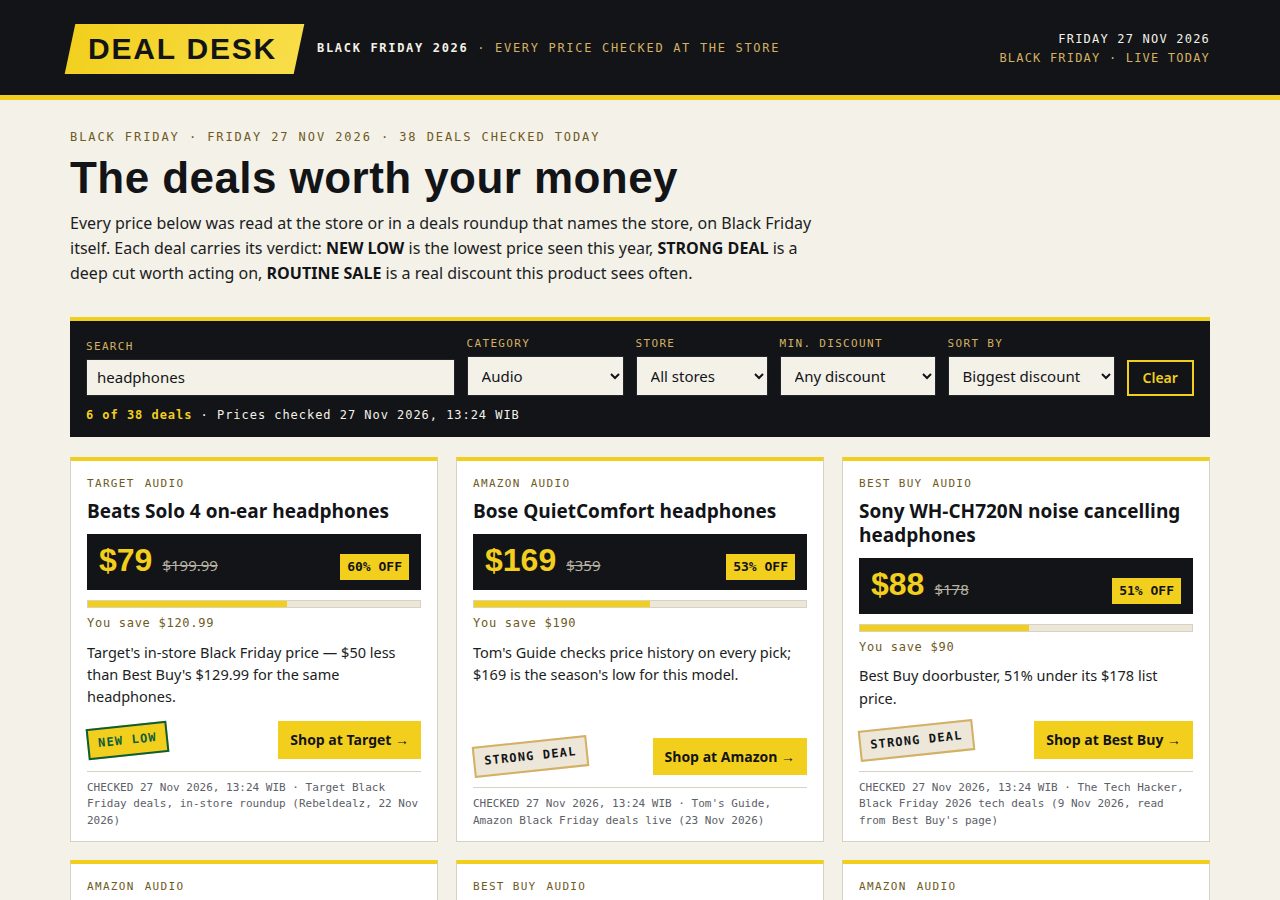 DEAL DESK
BLACK FRIDAY 2026 · EVERY PRICE CHECKED AT THE STORE
FRIDAY 27 NOV 2026
BLACK FRIDAY · LIVE TODAY
BLACK FRIDAY · FRIDAY 27 NOV 2026 · 38 DEALS CHECKED TODAY
The deals worth your money
Every price below was read at the store or in a deals roundup that names the store, on Black Friday
itself. Each deal carries its verdict: NEW LOW is the lowest price seen this year, STRONG DEAL is a
deep cut worth acting on, ROUTINE SALE is a real discount this product sees often.
SEARCH
headphones
CATEGORY
Audio
STORE
All stores
MIN. DISCOUNT
Any discount
SORT BY
Biggest discount
Clear
6 of 38 deals · Prices checked 27 Nov 2026, 13:24 WIB
TARGET AUDIO
Beats Solo 4 on-ear headphones
$79 $199.99 60% OFF
You save $120.99
Target's in-store Black Friday price — $50 less
than Best Buy's $129.99 for the same
headphones.
NEW LOW
Shop at Target →
CHECKED 27 Nov 2026, 13:24 WIB · Target Black
Friday deals, in-store roundup (Rebeldealz, 22 Nov
2026)
AMAZON AUDIO
Bose QuietComfort headphones
$169 $359 53% OFF
You save $190
Tom's Guide checks price history on every pick;
$169 is the season's low for this model.
STRONG DEAL
Shop at Amazon →
CHECKED 27 Nov 2026, 13:24 WIB · Tom's Guide,
Amazon Black Friday deals live (23 Nov 2026)
BEST BUY AUDIO
Sony WH-CH720N noise cancelling
headphones
$88 $178 51% OFF
You save $90
Best Buy doorbuster, 51% under its $178 list
price.
STRONG DEAL
Shop at Best Buy →
CHECKED 27 Nov 2026, 13:24 WIB · The Tech Hacker,
Black Friday 2026 tech deals (9 Nov 2026, read
from Best Buy's page)
AMAZON AUDIO
BEST BUY AUDIO
AMAZON AUDIO